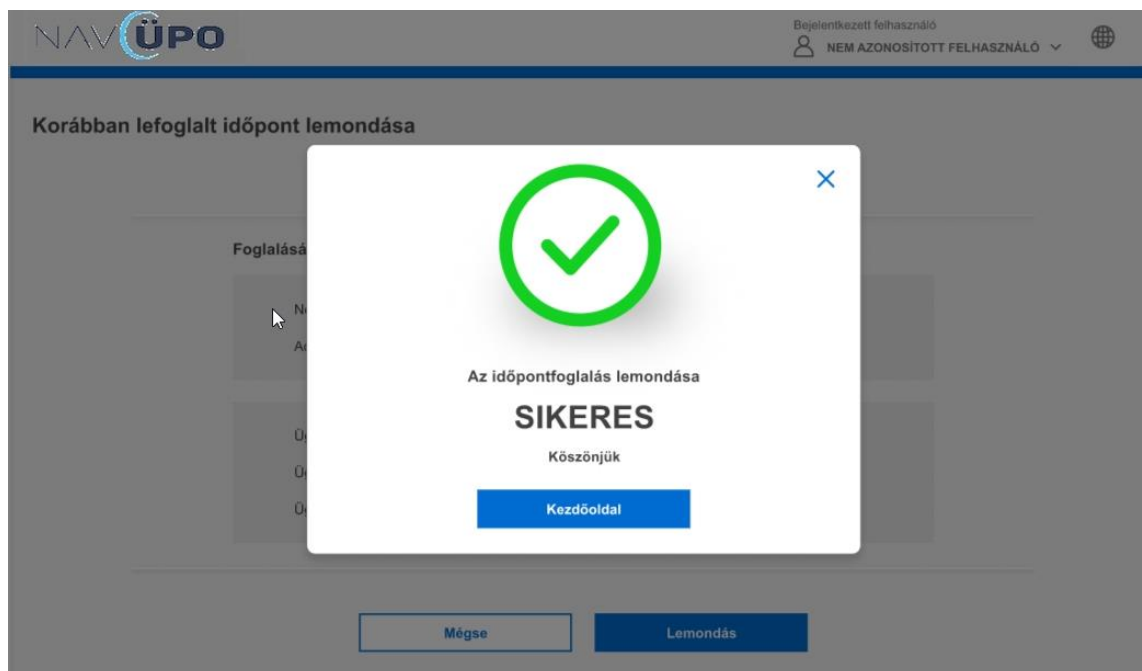 NAV ÜPO
Bejelentkezett felhasználó
NEM AZONOSÍTOTT FELHASZNÁLÓ
Korábban lefoglalt időpont lemondása
Az időpontfoglalás lemondása
SIKERES
Köszönjük
Kezdőoldal
Mégse
Lemondás